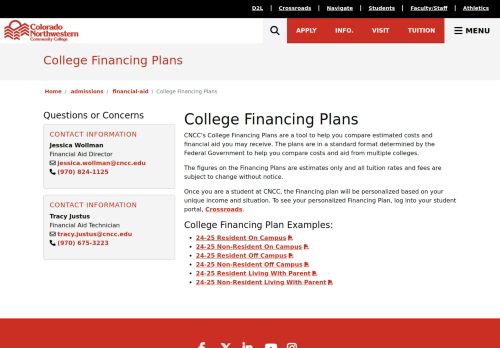 D2L | Crossroads | Navigate | Students | Faculty/Staff | Athletics
Colorado
Northwestern
Community College
APPLY INFO. VISIT TUITION MENU
College Financing Plans
Home / admissions / financial-aid / College Financing Plans
Questions or Concerns
CONTACT INFORMATION
Jessica Wollman
Financial Aid Director
jessica.wollman@cncc.edu
(970) 824-1125
CONTACT INFORMATION
Tracy Justus
Financial Aid Technician
tracy.justus@cncc.edu
(970) 675-3223
College Financing Plans
CNCC's College Financing Plans are a tool to help you compare estimated costs and
financial aid you may receive. The plans are in a standard format determined by the
Federal Government to help you compare costs and aid from multiple colleges.
The figures on the Financing Plans are estimates only and all tuition rates and fees are
subject to change without notice.
Once you are a student at CNCC, the Financing plan will be personalized based on your
unique income and situation. To see your personalized Financing Plan, log into your student
portal, Crossroads.
College Financing Plan Examples:
24-25 Resident On Campus
24-25 Non-Resident On Campus
24-25 Resident Off Campus
24-25 Non-Resident Off Campus
24-25 Resident Living With Parent
24-25 Non-Resident Living With Parent